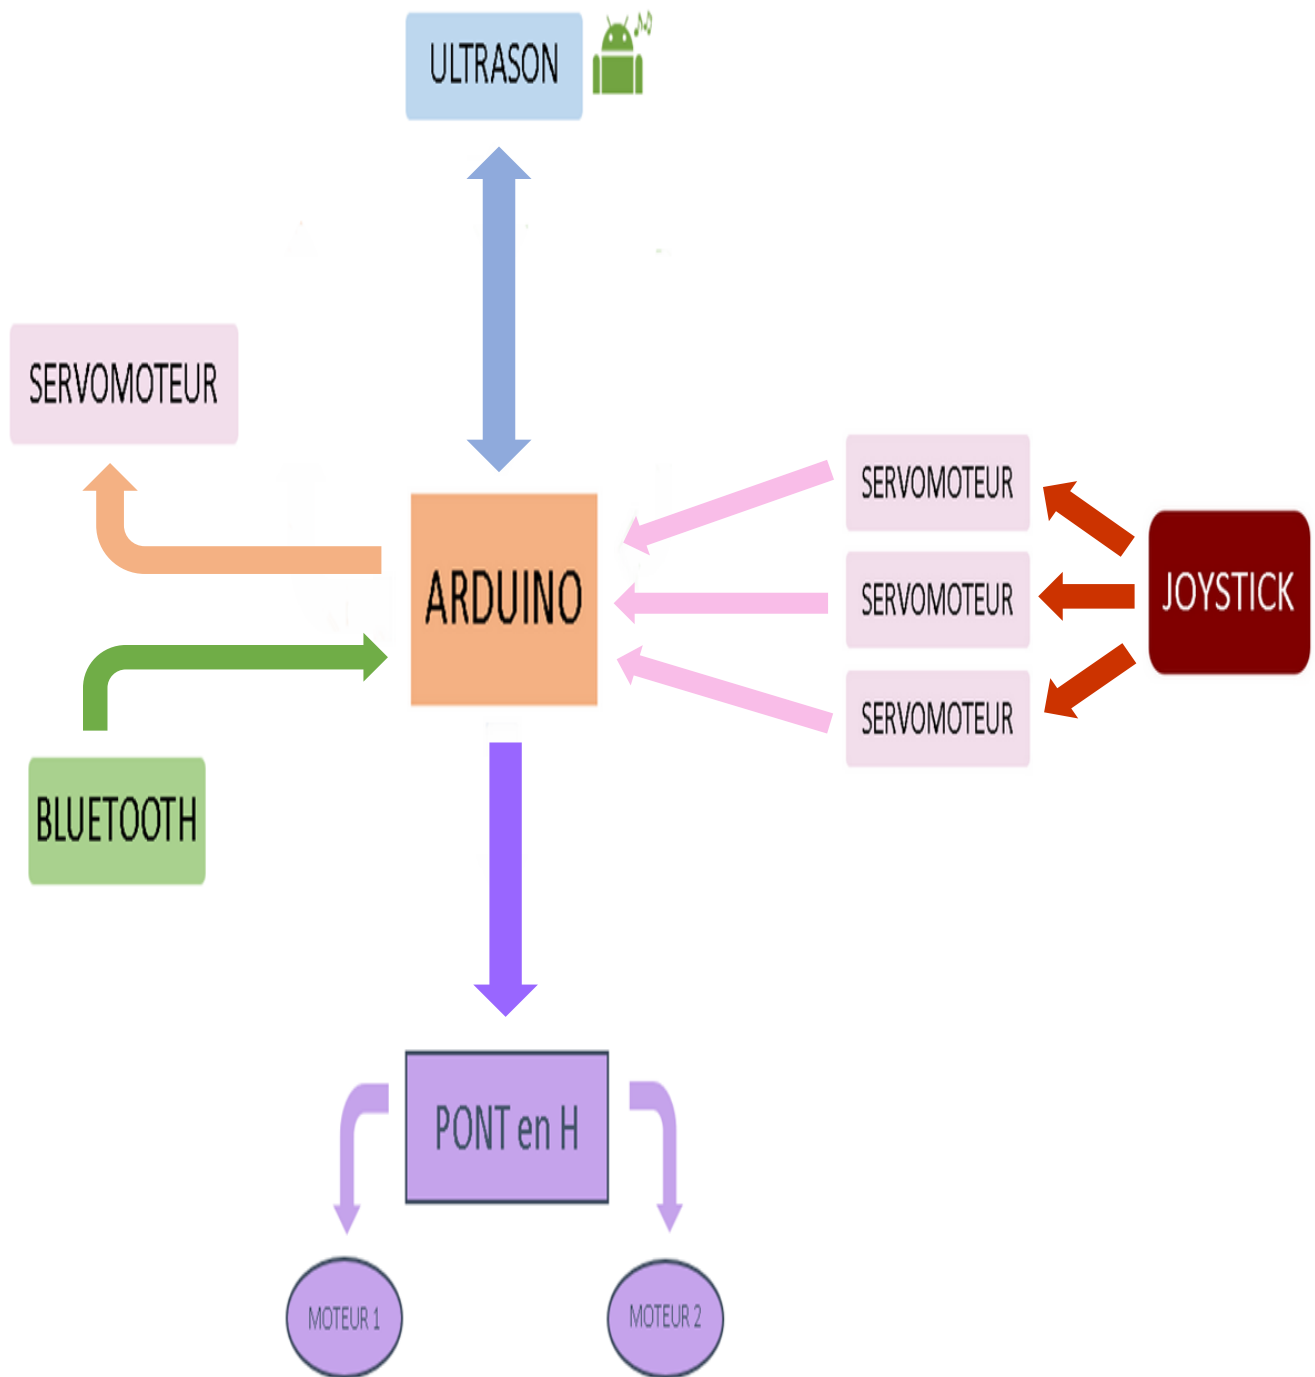 ULTRASON
SERVOMOTEUR
SERVOMOTEUR
ARDUINO
SERVOMOTEUR
JOYSTICK
SERVOMOTEUR
BLUETOOTH
PONT en H
MOTEUR 1
MOTEUR 2